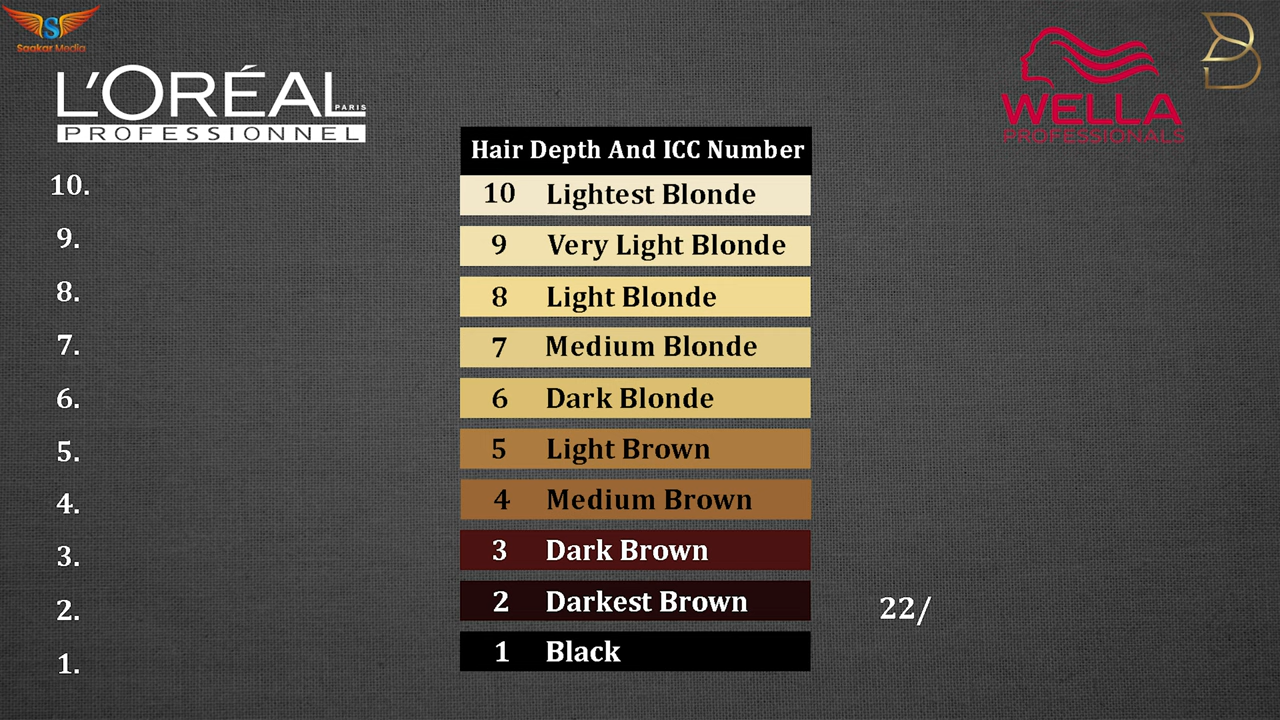 Saakar Media
L'ORÉAL
PARIS
PROFESSIONNEL
WELLA
PROFESSIONALS
Hair Depth And ICC Number
10. 10 Lightest Blonde
9. 9 Very Light Blonde
8. 8 Light Blonde
7. 7 Medium Blonde
6. 6 Dark Blonde
5. 5 Light Brown
4. 4 Medium Brown
3. 3 Dark Brown
2. 2 Darkest Brown 22/
1. 1 Black